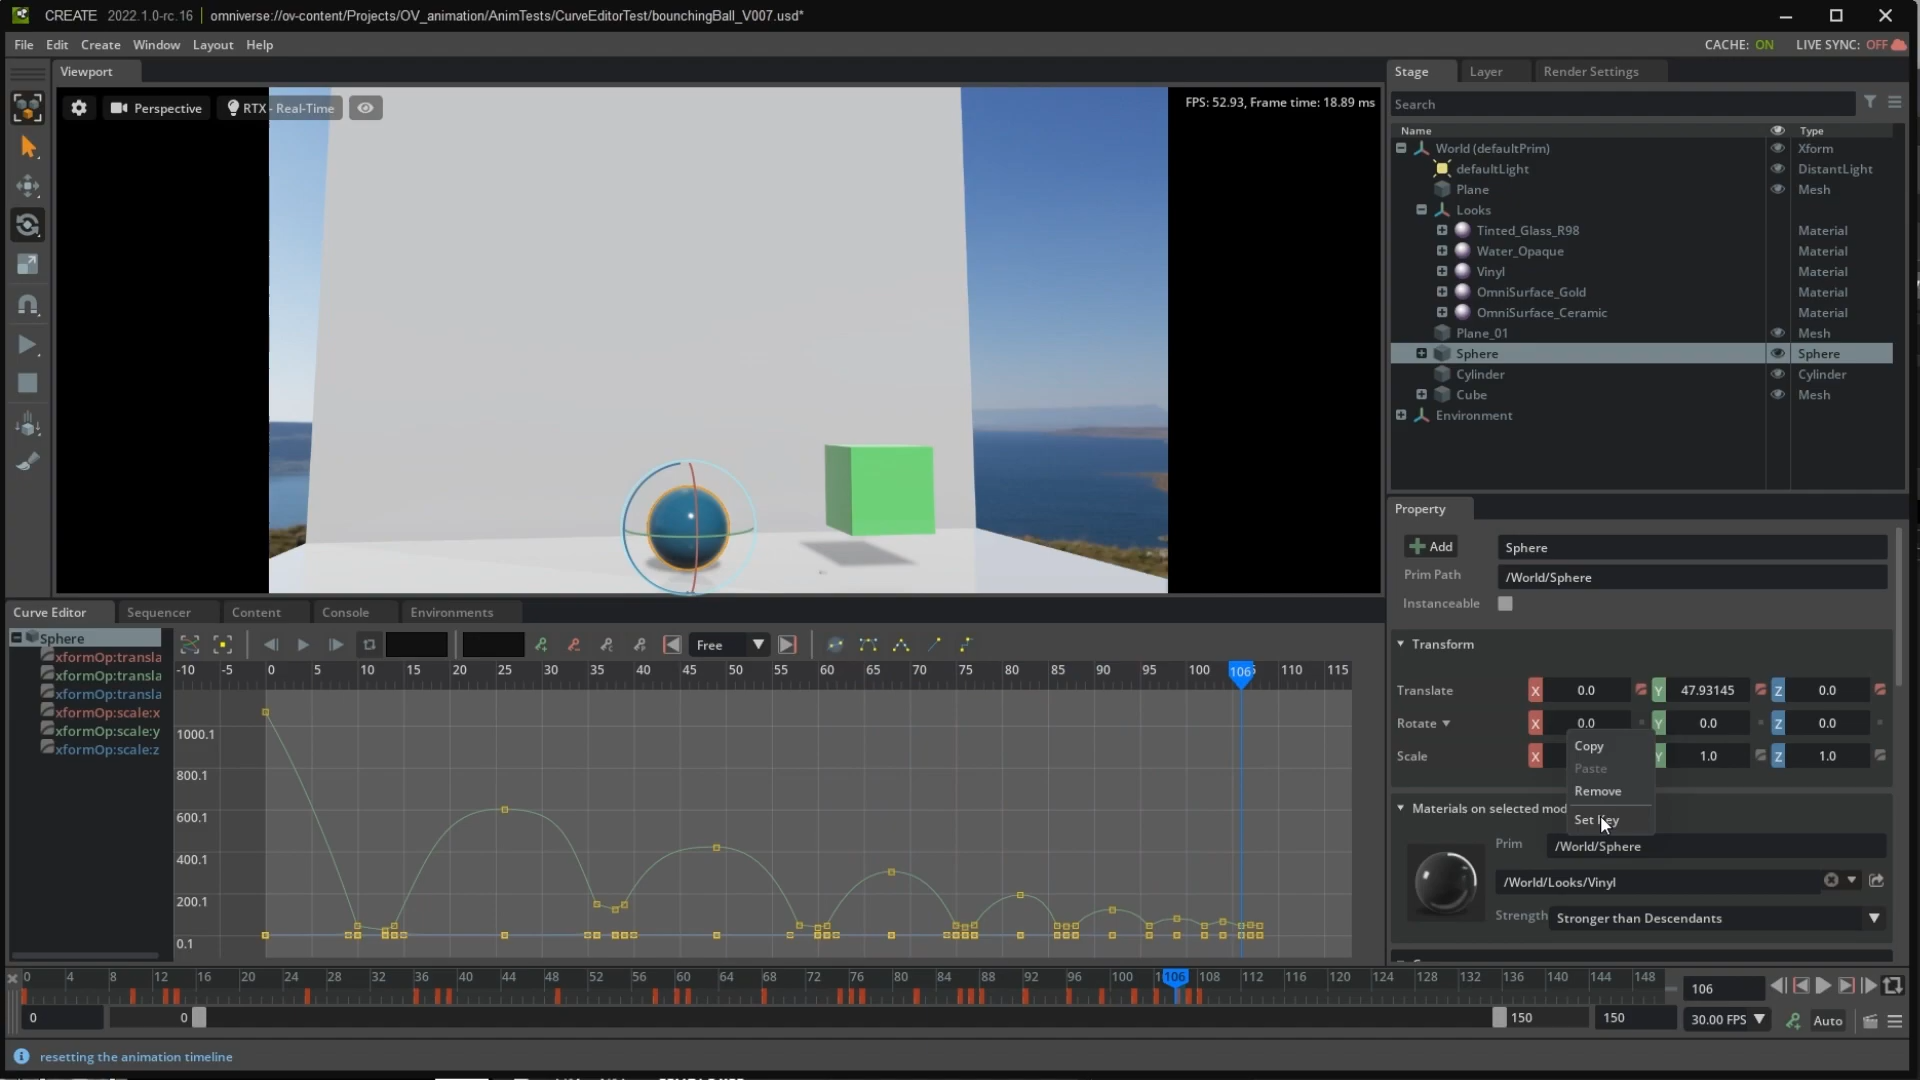 CREATE 2022.1.0-rc.16 omniverse://ov-content/Projects/OV_animation/AnimTests/CurveEditorTest/bounchingBall_V007.usd*
File Edit Create Window Layout Help CACHE: ON LIVE SYNC: OFF
Viewport
Perspective RTX - Real-Time FPS: 52.93, Frame time: 18.89 ms
Stage Layer Render Settings
Search
Name Type
World (defaultPrim) Xform
defaultLight DistantLight
Plane Mesh
Looks
Tinted_Glass_R98 Material
Water_Opaque Material
Vinyl Material
OmniSurface_Gold Material
OmniSurface_Ceramic Material
Plane_01 Mesh
Sphere Sphere
Cylinder Cylinder
Cube Mesh
Environment
Property
Add Sphere
Prim Path /World/Sphere
Instanceable
Transform
Translate X 0.0 Y 47.93145 Z 0.0
Rotate X 0.0 Y 0.0 Z 0.0
Scale X Y 1.0 Z 1.0
Copy
Paste
Remove
Set Key
Materials on selected mod
Prim /World/Sphere
/World/Looks/Vinyl
Strength Stronger than Descendants
Curve Editor Sequencer Content Console Environments
Sphere
xformOp:transla
xformOp:transla
xformOp:transla
xformOp:scale:x
xformOp:scale:y
xformOp:scale:z
Free
-10 -5 0 5 10 15 20 25 30 35 40 45 50 55 60 65 70 75 80 85 90 95 100 106 110 115
1000.1
800.1
600.1
400.1
200.1
0.1
0 4 8 12 16 20 24 28 32 36 40 44 48 52 56 60 64 68 72 76 80 84 88 92 96 100 106 108 112 116 120 124 128 132 136 140 144 148
106
0 0 150 150 30.00 FPS Auto
resetting the animation timeline